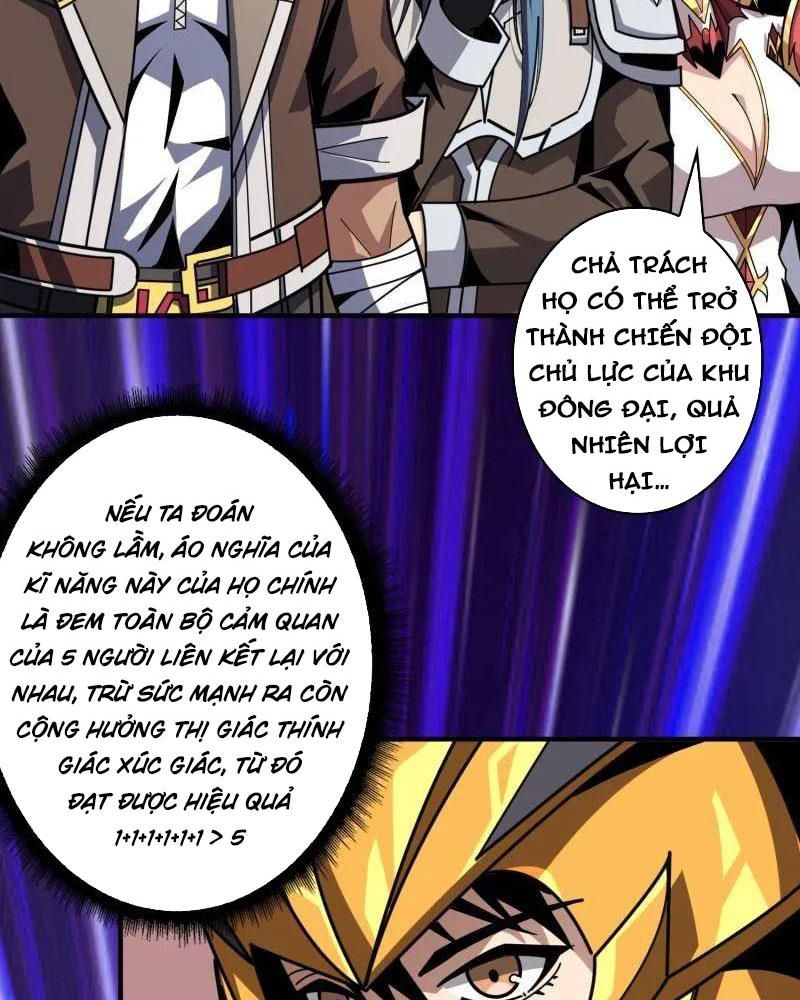 CHẢ TRÁCH
HỌ CÓ THỂ TRỞ
THÀNH CHIẾN ĐỘI
CHỦ LỰC CỦA KHU
ĐÔNG ĐẠI, QUẢ
NHIÊN LỢI
HẠI...
NẾU TA ĐOÁN
KHÔNG LẦM, ÁO NGHĨA CỦA
KĨ NĂNG NÀY CỦA HỌ CHÍNH
LÀ ĐEM TOÀN BỘ CẢM QUAN
CỦA 5 NGƯỜI LIÊN KẾT LẠI VỚI
NHAU, TRỪ SỨC MẠNH RA CÒN
CỘNG HƯỞNG THỊ GIÁC THÍNH
GIÁC XÚC GIÁC, TỪ ĐÓ
ĐẠT ĐƯỢC HIỆU QUẢ
1+1+1+1+1+1 > 5